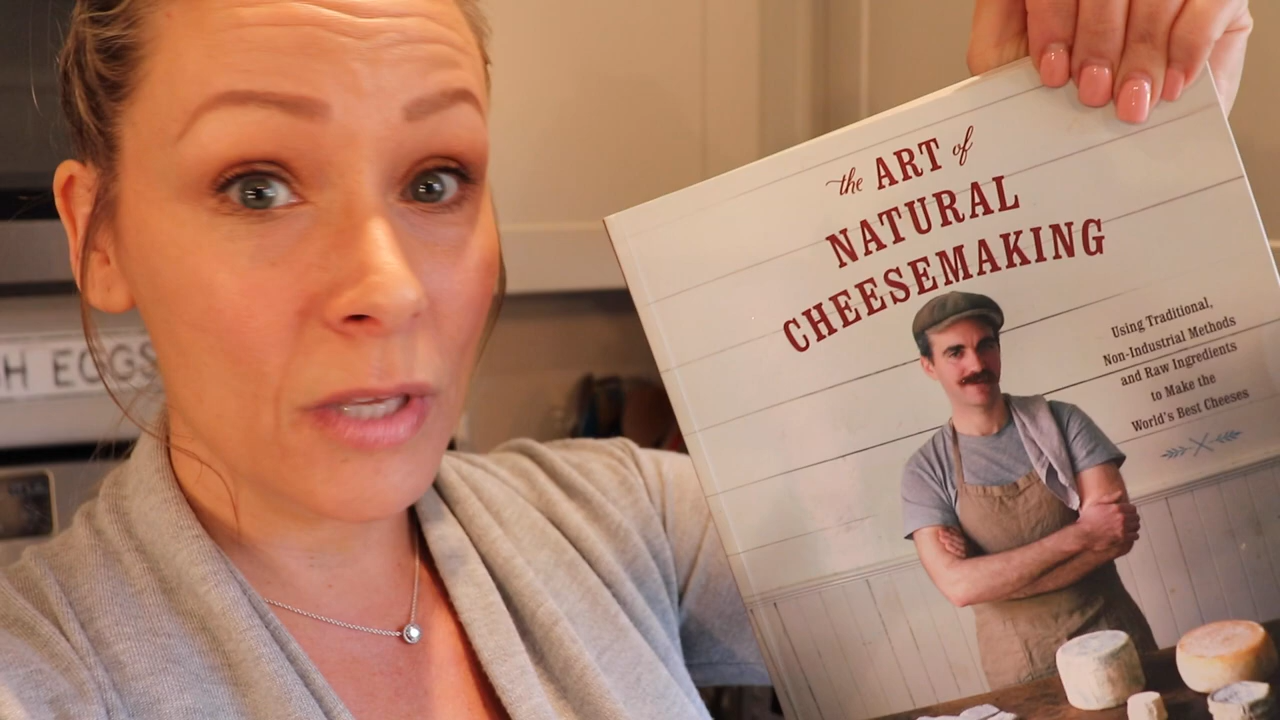 H EGGS
the ART of
NATURAL
CHEESEMAKING
Using Traditional,
Non-Industrial Methods
and Raw Ingredients
to Make the
World's Best Cheeses